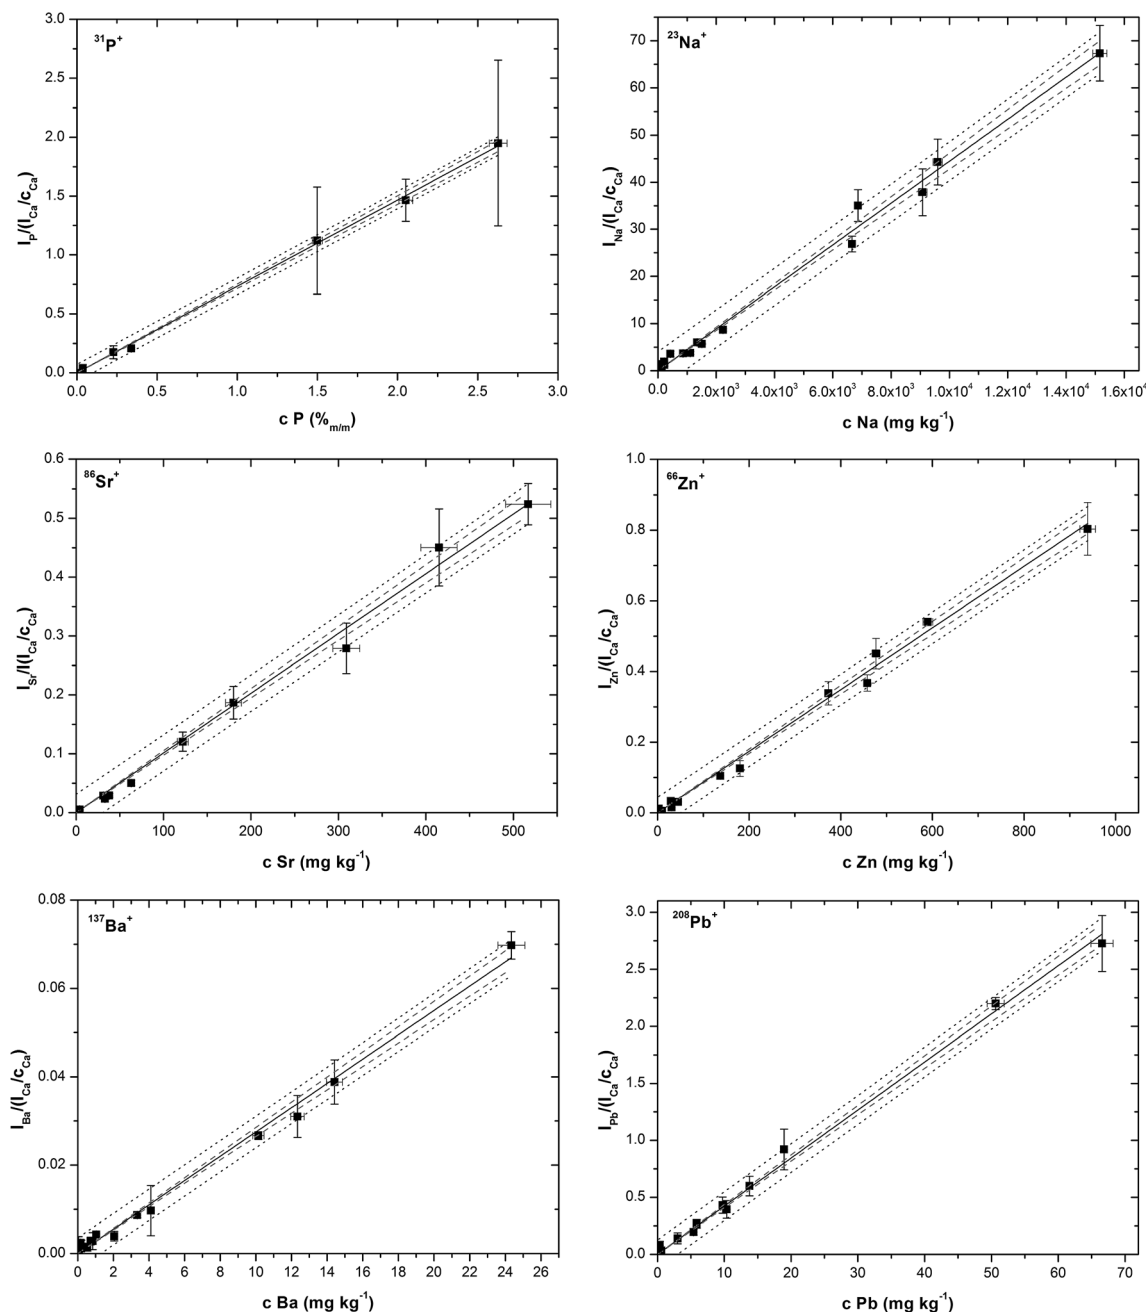 ³¹P⁺
I_P/(I_Ca/c_Ca)
3.0
2.5
2.0
1.5
1.0
0.5
0.0
0.0 0.5 1.0 1.5 2.0 2.5 3.0
c P (%m/m)
²³Na⁺
I_Na/(I_Ca/c_Ca)
70
60
50
40
30
20
10
0
0.0 2.0x10³ 4.0x10³ 6.0x10³ 8.0x10³ 1.0x10⁴ 1.2x10⁴ 1.4x10⁴ 1.6x10⁴
c Na (mg kg⁻¹)
⁸⁶Sr⁺
I_Sr/I(I_Ca/c_Ca)
0.6
0.5
0.4
0.3
0.2
0.1
0.0
0 100 200 300 400 500
c Sr (mg kg⁻¹)
⁶⁶Zn⁺
I_Zn/(I_Ca/c_Ca)
1.0
0.8
0.6
0.4
0.2
0.0
0 200 400 600 800 1000
c Zn (mg kg⁻¹)
¹³⁷Ba⁺
I_Ba/(I_Ca/c_Ca)
0.08
0.06
0.04
0.02
0.00
0 2 4 6 8 10 12 14 16 18 20 22 24 26
c Ba (mg kg⁻¹)
²⁰⁸Pb⁺
I_Pb/(I_Ca/c_Ca)
3.0
2.5
2.0
1.5
1.0
0.5
0.0
0 10 20 30 40 50 60 70
c Pb (mg kg⁻¹)